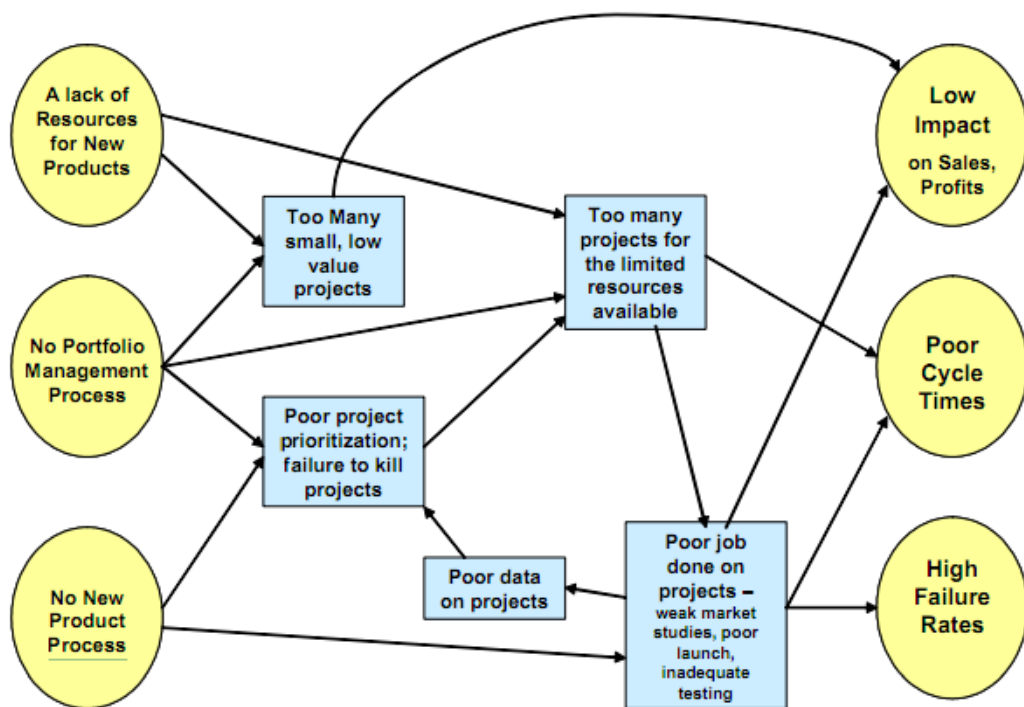 A lack of
Resources
for New
Products
Low
Impact
on Sales,
Profits
Too Many
small, low
value
projects
Too many
projects for
the limited
resources
available
No Portfolio
Management
Process
Poor
Cycle
Times
Poor project
prioritization;
failure to kill
projects
Poor data
on projects
Poor job
done on
projects –
weak market
studies, poor
launch,
inadequate
testing
No New
Product
Process
High
Failure
Rates